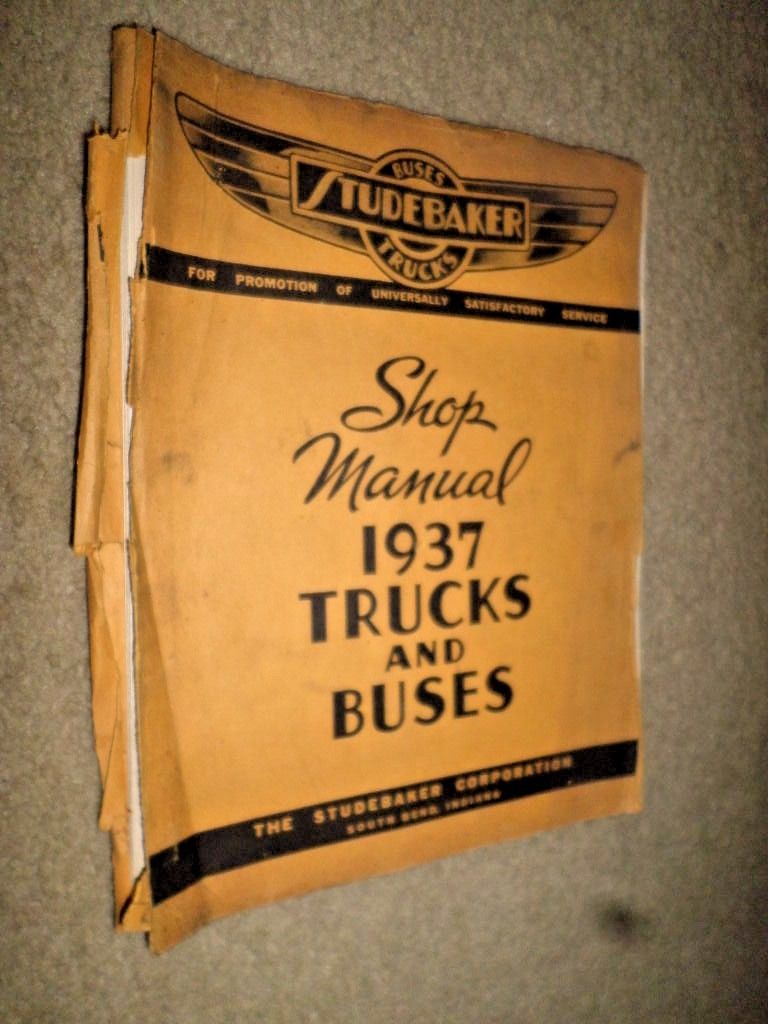 BUSES
STUDEBAKER
TRUCKS
FOR PROMOTION OF UNIVERSALLY SATISFACTORY SERVICE
Shop
Manual
1937
TRUCKS
AND
BUSES
THE STUDEBAKER CORPORATION
SOUTH BEND, INDIANA